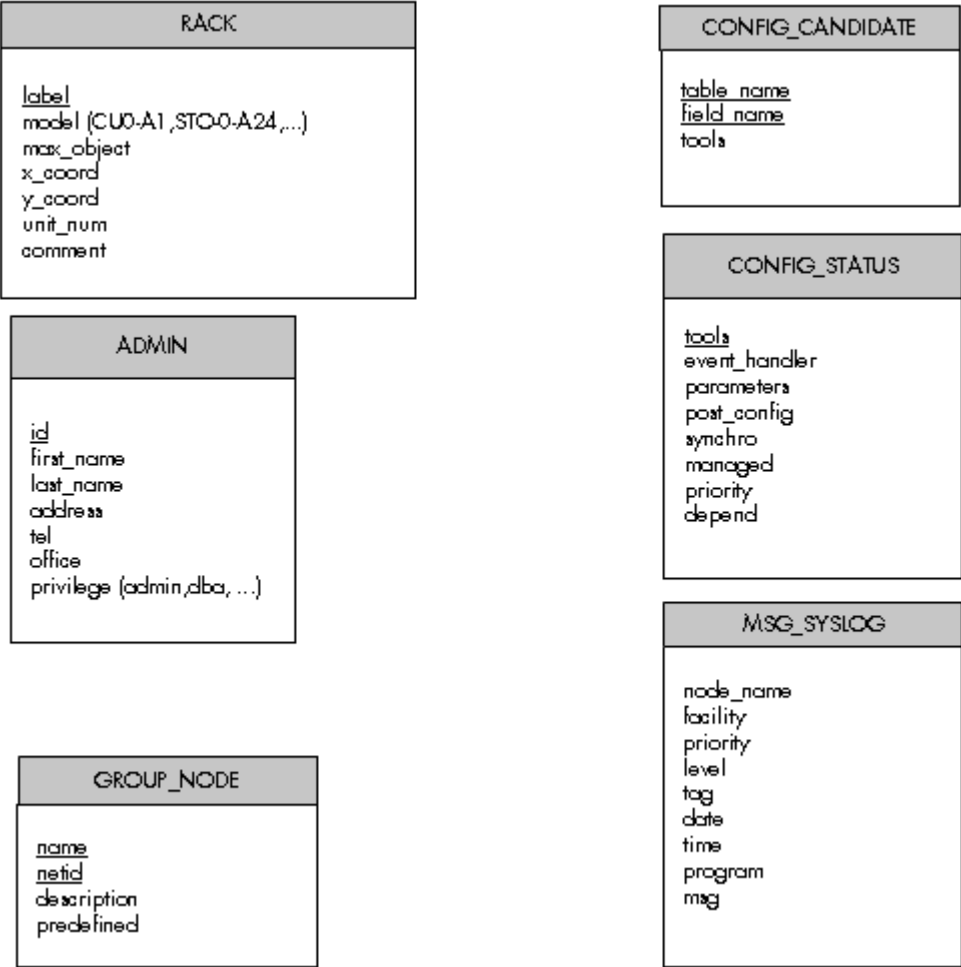 RACK
label
model (CU0-A1,STO-0-A24,...)
max_object
x_coord
y_coord
unit_num
comment
ADMIN
id
first_name
last_name
address
tel
office
privilege (admin,dba, ...)
GROUP_NODE
name
netid
description
predefined
CONFIG_CANDIDATE
table_name
field_name
tools
CONFIG_STATUS
tools
event_handler
parameters
post_config
synchro
managed
priority
depend
MSG_SYSLOG
node_name
facility
priority
level
tag
date
time
program
msg